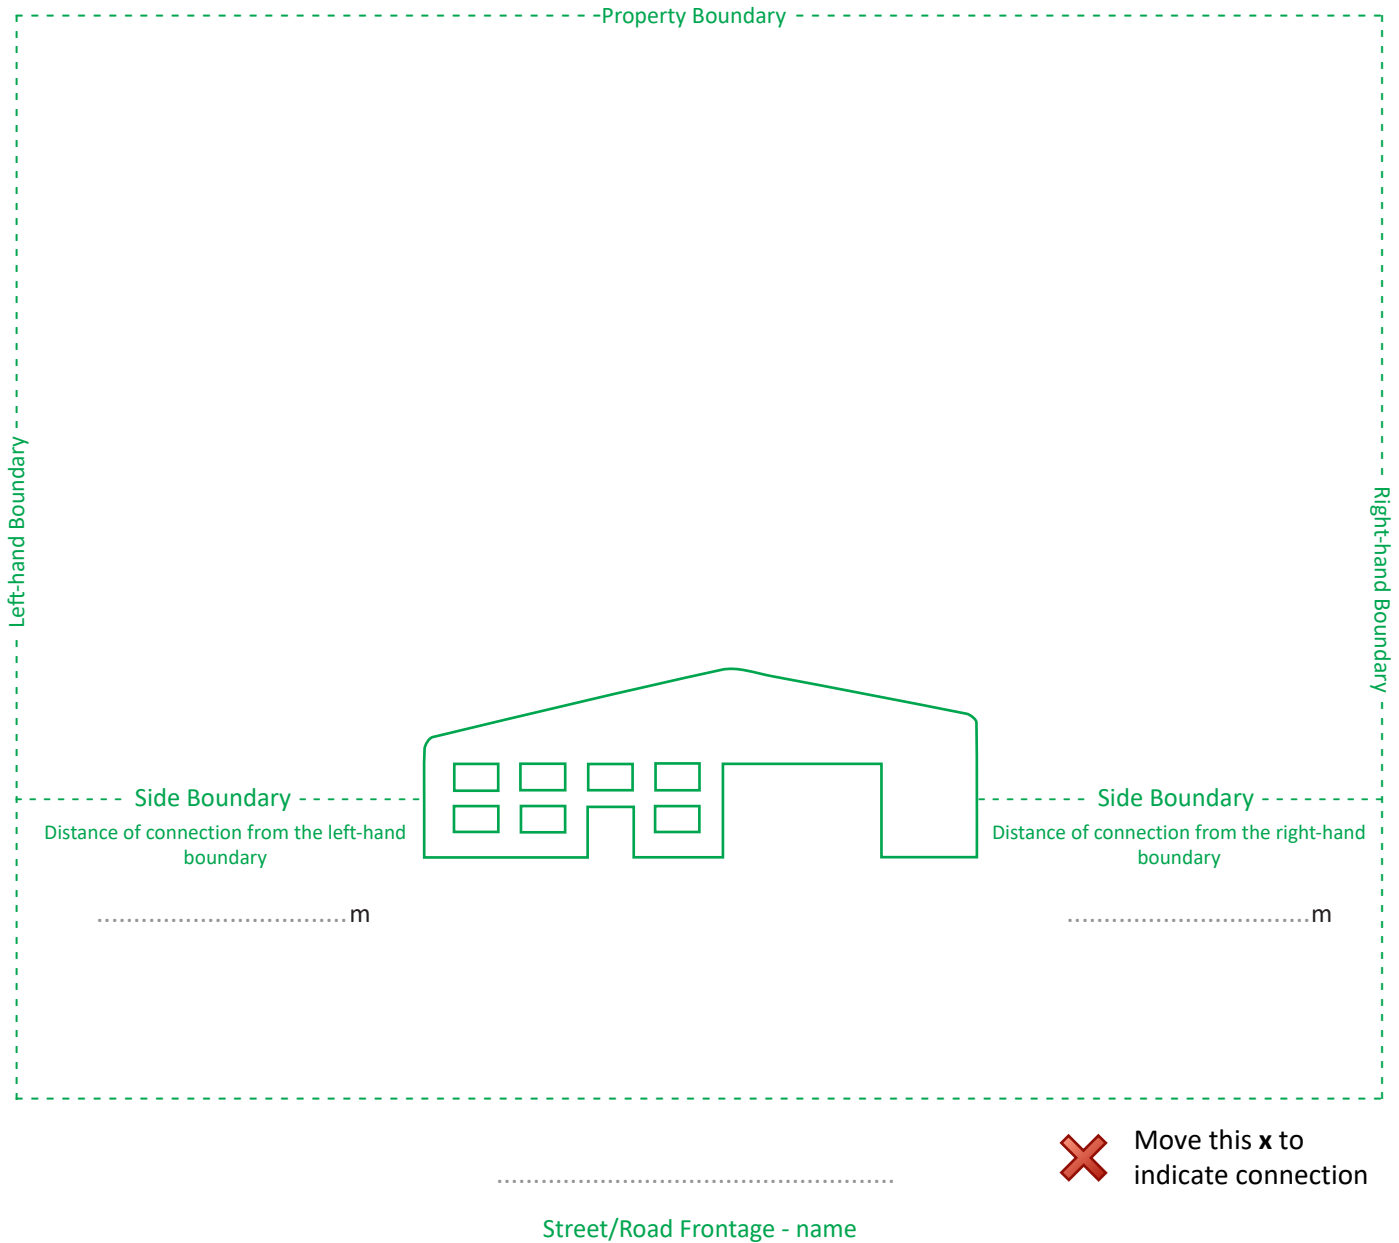 Property Boundary
Left-hand Boundary
Right-hand Boundary
Side Boundary
Distance of connection from the left-hand
boundary
Side Boundary
Distance of connection from the right-hand
boundary
..................................m
.................................m
Move this x to
indicate connection
......................................................
Street/Road Frontage - name